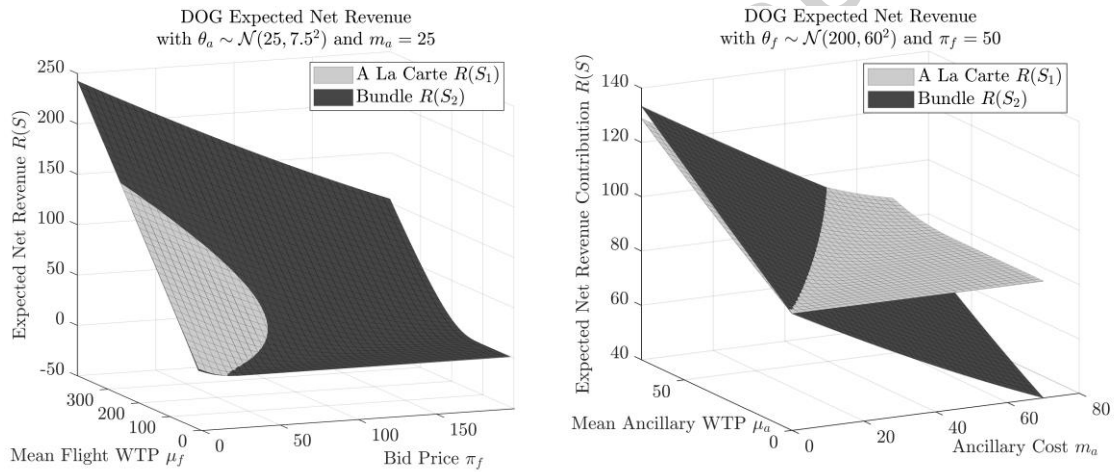 DOG Expected Net Revenue
with θ_a ∼ N(25, 7.5²) and m_a = 25
A La Carte R(S₁)
Bundle R(S₂)
Expected Net Revenue R(S)
250
200
150
100
50
0
-50
300
200
100
0
Mean Flight WTP μ_f
0
50
100
150
Bid Price π_f
DOG Expected Net Revenue
with θ_f ∼ N(200, 60²) and π_f = 50
A La Carte R(S₁)
Bundle R(S₂)
Expected Net Revenue Contribution R(S)
140
120
100
80
60
40
50
0
Mean Ancillary WTP μ_a
0
20
40
60
80
Ancillary Cost m_a